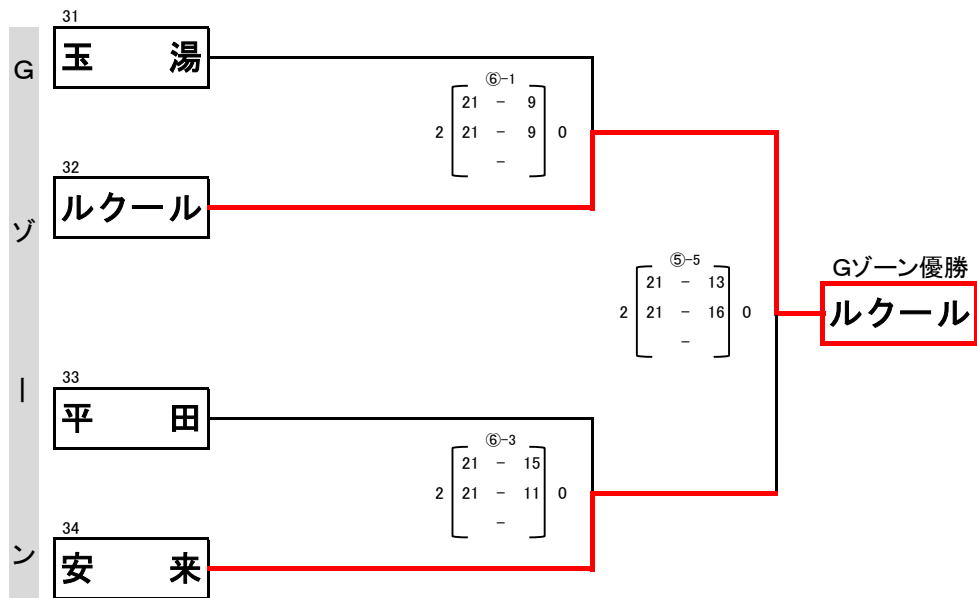 Gゾーン
31
玉 湯
⑥-1
21 - 9
2 21 - 9 0
-
32
ルクール
⑤-5
21 - 13
2 21 - 16 0
-
Gゾーン優勝
ルクール
33
平 田
⑥-3
21 - 15
2 21 - 11 0
-
34
安 来